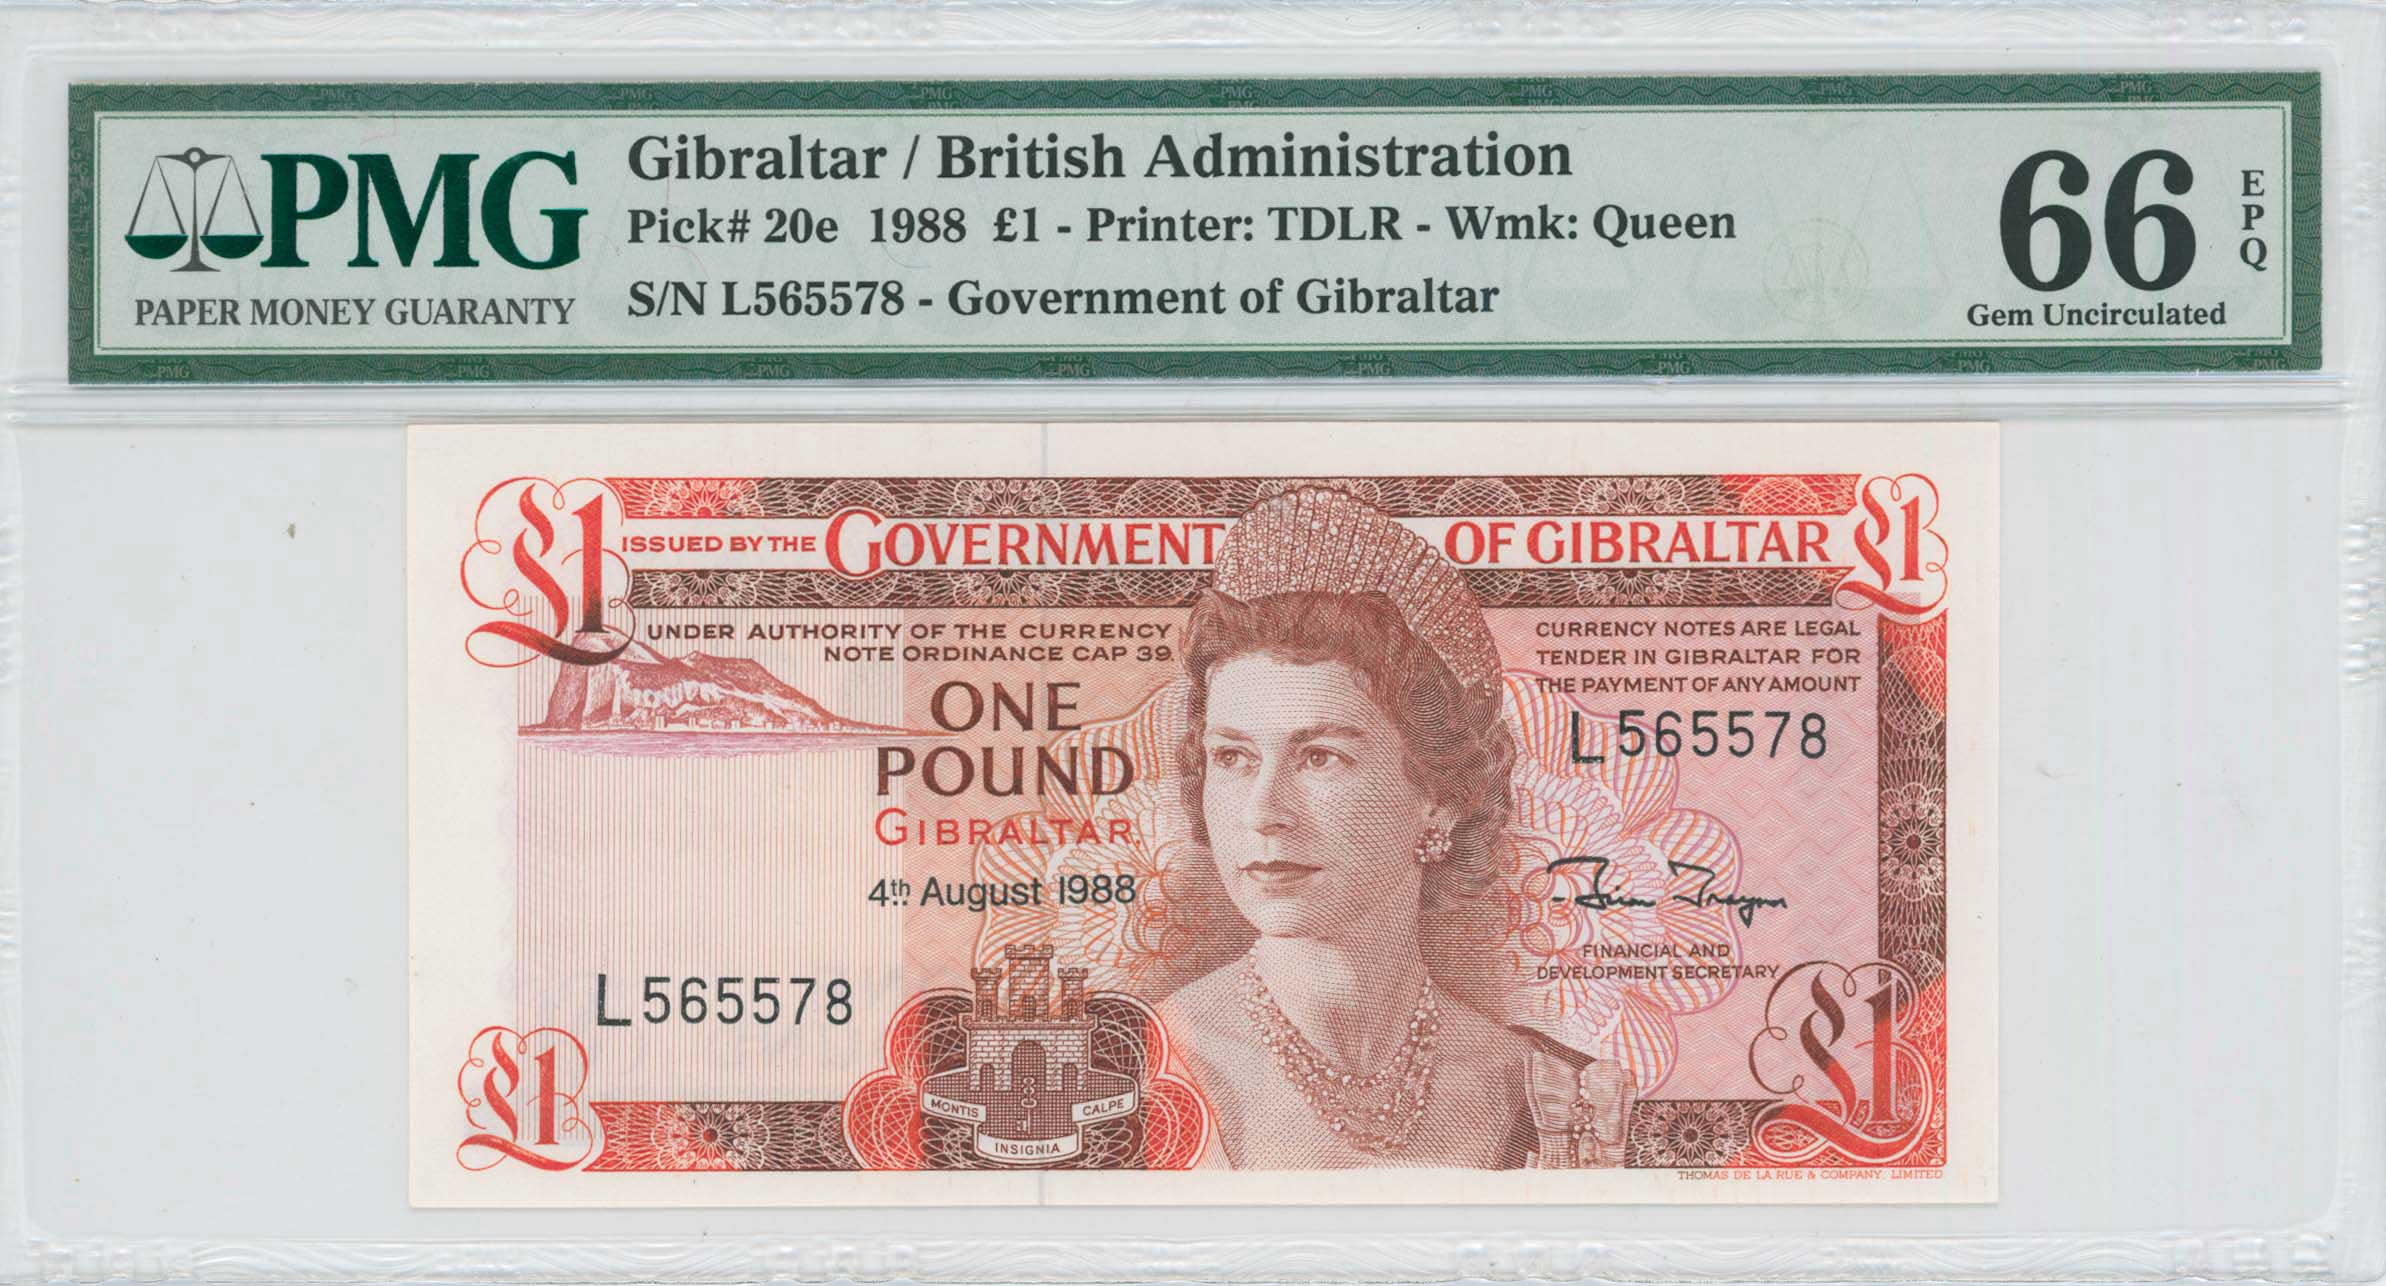 PMG
PAPER MONEY GUARANTY
Gibraltar / British Administration
Pick# 20e 1988 £1 - Printer: TDLR - Wmk: Queen
S/N L565578 - Government of Gibraltar
66
EPQ
Gem Uncirculated
£1
ISSUED BY THE GOVERNMENT OF GIBRALTAR
£1
UNDER AUTHORITY OF THE CURRENCY
NOTE ORDINANCE CAP 39.
CURRENCY NOTES ARE LEGAL
TENDER IN GIBRALTAR FOR
THE PAYMENT OF ANY AMOUNT
ONE
POUND
GIBRALTAR.
L565578
4th August 1988
FINANCIAL AND
DEVELOPMENT SECRETARY
L565578
MONTIS
CALPE
INSIGNIA
£1
£1
THOMAS DE LA RUE & COMPANY, LIMITED